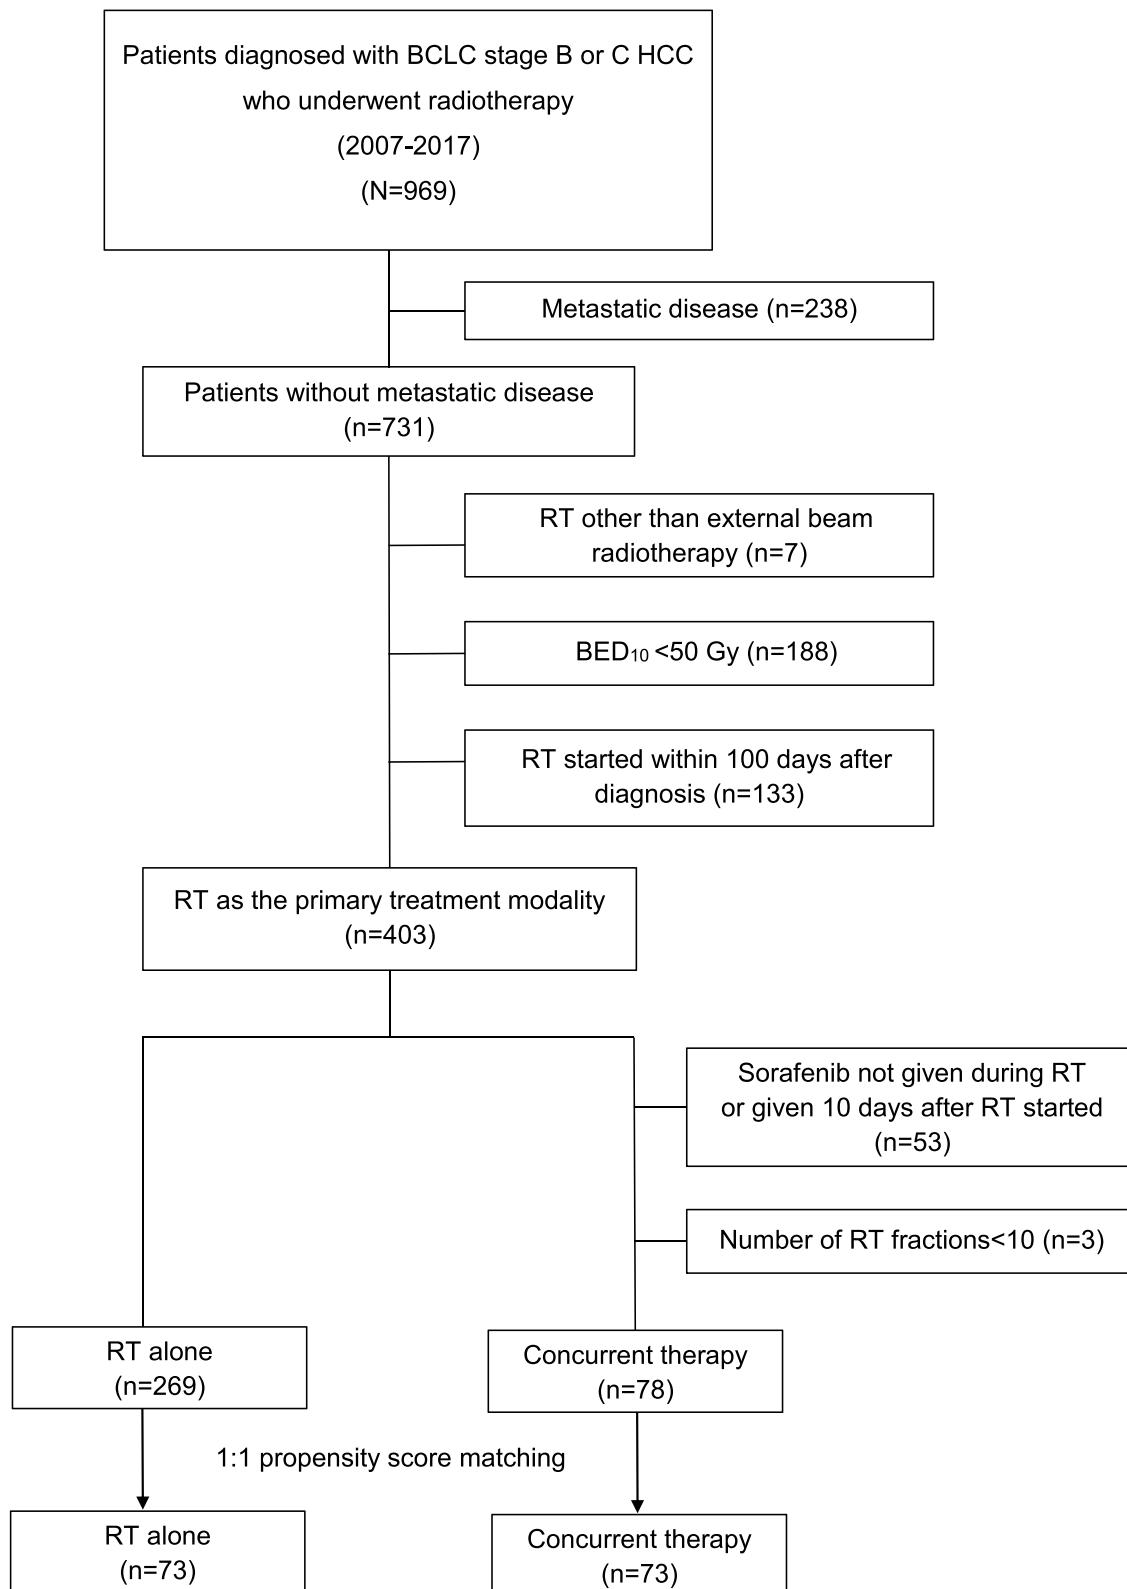 Patients diagnosed with BCLC stage B or C HCC
who underwent radiotherapy
(2007-2017)
(N=969)
Metastatic disease (n=238)
Patients without metastatic disease
(n=731)
RT other than external beam
radiotherapy (n=7)
BED₁₀ <50 Gy (n=188)
RT started within 100 days after
diagnosis (n=133)
RT as the primary treatment modality
(n=403)
Sorafenib not given during RT
or given 10 days after RT started
(n=53)
Number of RT fractions<10 (n=3)
RT alone
(n=269)
Concurrent therapy
(n=78)
1:1 propensity score matching
RT alone
(n=73)
Concurrent therapy
(n=73)